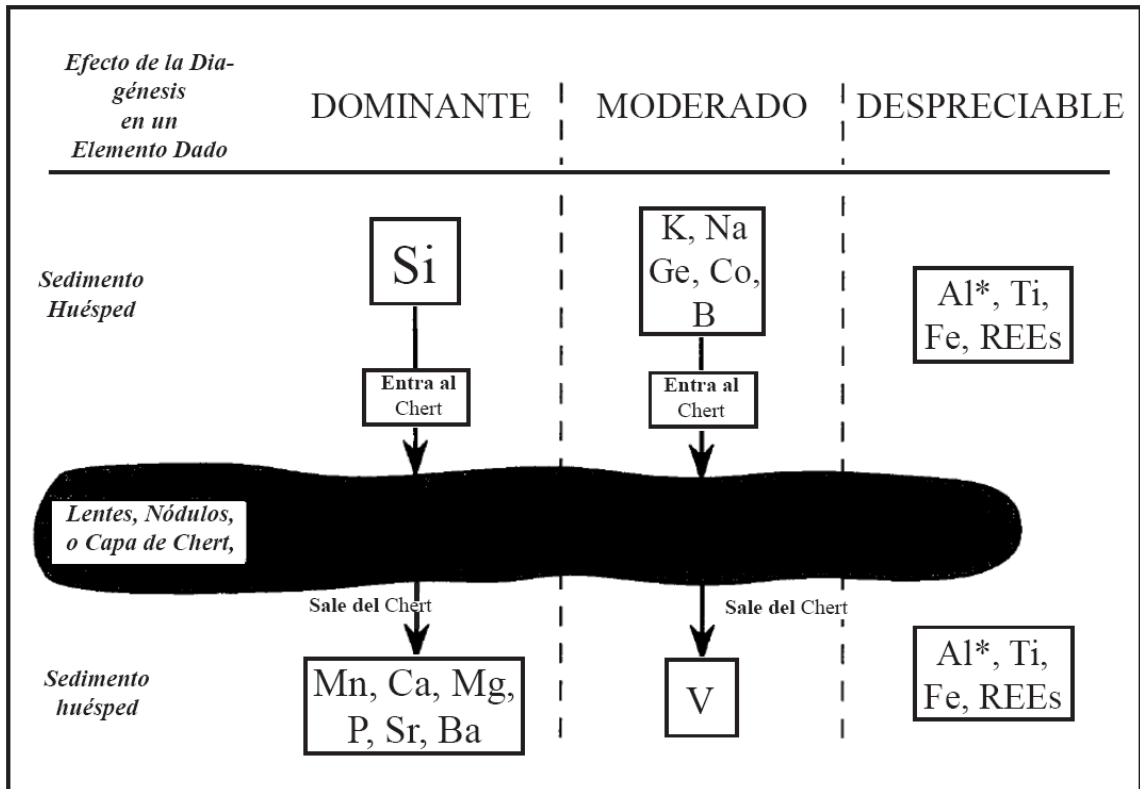 Efecto de la Dia-
génesis
en un
Elemento Dado
DOMINANTE
MODERADO
DESPRECIABLE
Sedimento
Huésped
Si
K, Na
Ge, Co,
B
Al*, Ti,
Fe, REEs
Entra al
Chert
Entra al
Chert
Lentes, Nódulos,
o Capa de Chert,
Sale del Chert
Sale del Chert
Sedimento
huésped
Mn, Ca, Mg,
P, Sr, Ba
V
Al*, Ti,
Fe, REEs